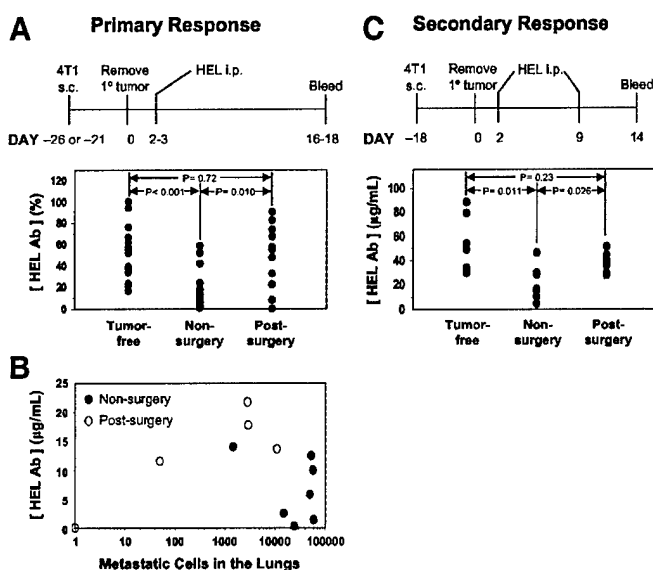 A Primary Response
4T1 s.c. Remove 1° tumor HEL i.p. Bleed
DAY –26 or –21 0 2-3 16-18
[ HEL Ab ] (%)
120
100
80
60
40
20
0
P= 0.72
P< 0.001 P= 0.010
Tumor-free Non-surgery Post-surgery
B
[ HEL Ab ] (µg/mL)
25
20
15
10
5
0
Non-surgery
Post-surgery
1 10 100 1000 10000 100000
Metastatic Cells in the Lungs
C Secondary Response
4T1 s.c. Remove 1° tumor HEL i.p. Bleed
DAY –18 0 2 9 14
[ HEL Ab ] (µg/mL)
100
80
60
40
20
0
P= 0.23
P= 0.011 P= 0.026
Tumor-free Non-surgery Post-surgery